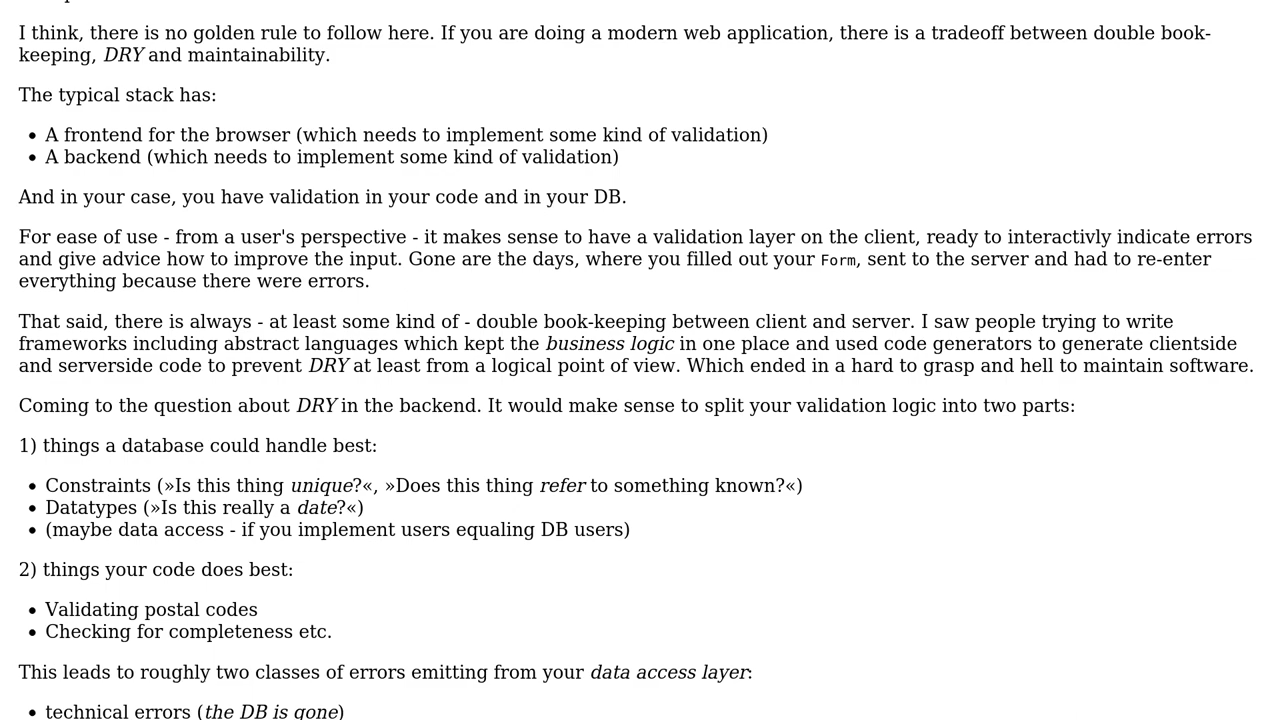 I think, there is no golden rule to follow here. If you are doing a modern web application, there is a tradeoff between double book-
keeping, DRY and maintainability.
The typical stack has:
• A frontend for the browser (which needs to implement some kind of validation)
• A backend (which needs to implement some kind of validation)
And in your case, you have validation in your code and in your DB.
For ease of use - from a user's perspective - it makes sense to have a validation layer on the client, ready to interactivly indicate errors
and give advice how to improve the input. Gone are the days, where you filled out your Form, sent to the server and had to re-enter
everything because there were errors.
That said, there is always - at least some kind of - double book-keeping between client and server. I saw people trying to write
frameworks including abstract languages which kept the business logic in one place and used code generators to generate clientside
and serverside code to prevent DRY at least from a logical point of view. Which ended in a hard to grasp and hell to maintain software.
Coming to the question about DRY in the backend. It would make sense to split your validation logic into two parts:
1) things a database could handle best:
• Constraints (»Is this thing unique?«, »Does this thing refer to something known?«)
• Datatypes (»Is this really a date?«)
• (maybe data access - if you implement users equaling DB users)
2) things your code does best:
• Validating postal codes
• Checking for completeness etc.
This leads to roughly two classes of errors emitting from your data access layer:
• technical errors (the DB is gone)